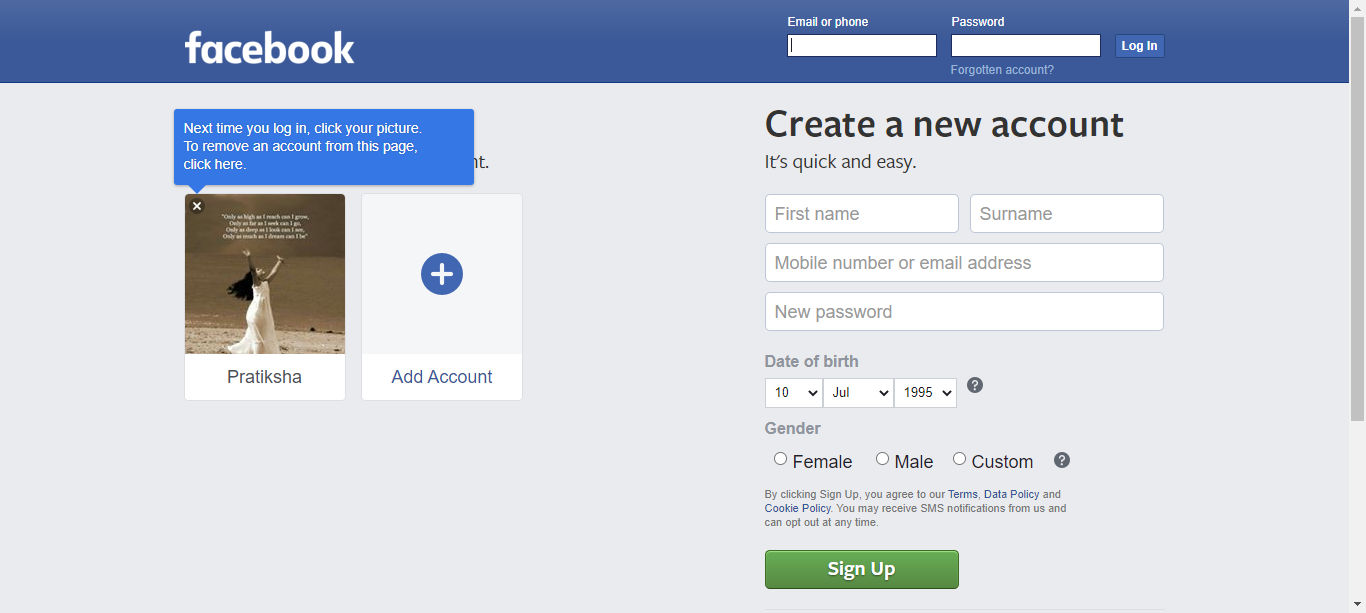 facebook
Email or phone
Password
Log In
Forgotten account?
Next time you log in, click your picture.
To remove an account from this page,
click here.
"Only as high as I reach can I grow,
Only as far as I seek can I go,
Only as deep as I look can I see,
Only as much as I dream can I be"
Pratiksha
Add Account
Create a new account
It's quick and easy.
First name
Surname
Mobile number or email address
New password
Date of birth
10
Jul
1995
Gender
Female
Male
Custom
By clicking Sign Up, you agree to our Terms, Data Policy and
Cookie Policy. You may receive SMS notifications from us and
can opt out at any time.
Sign Up